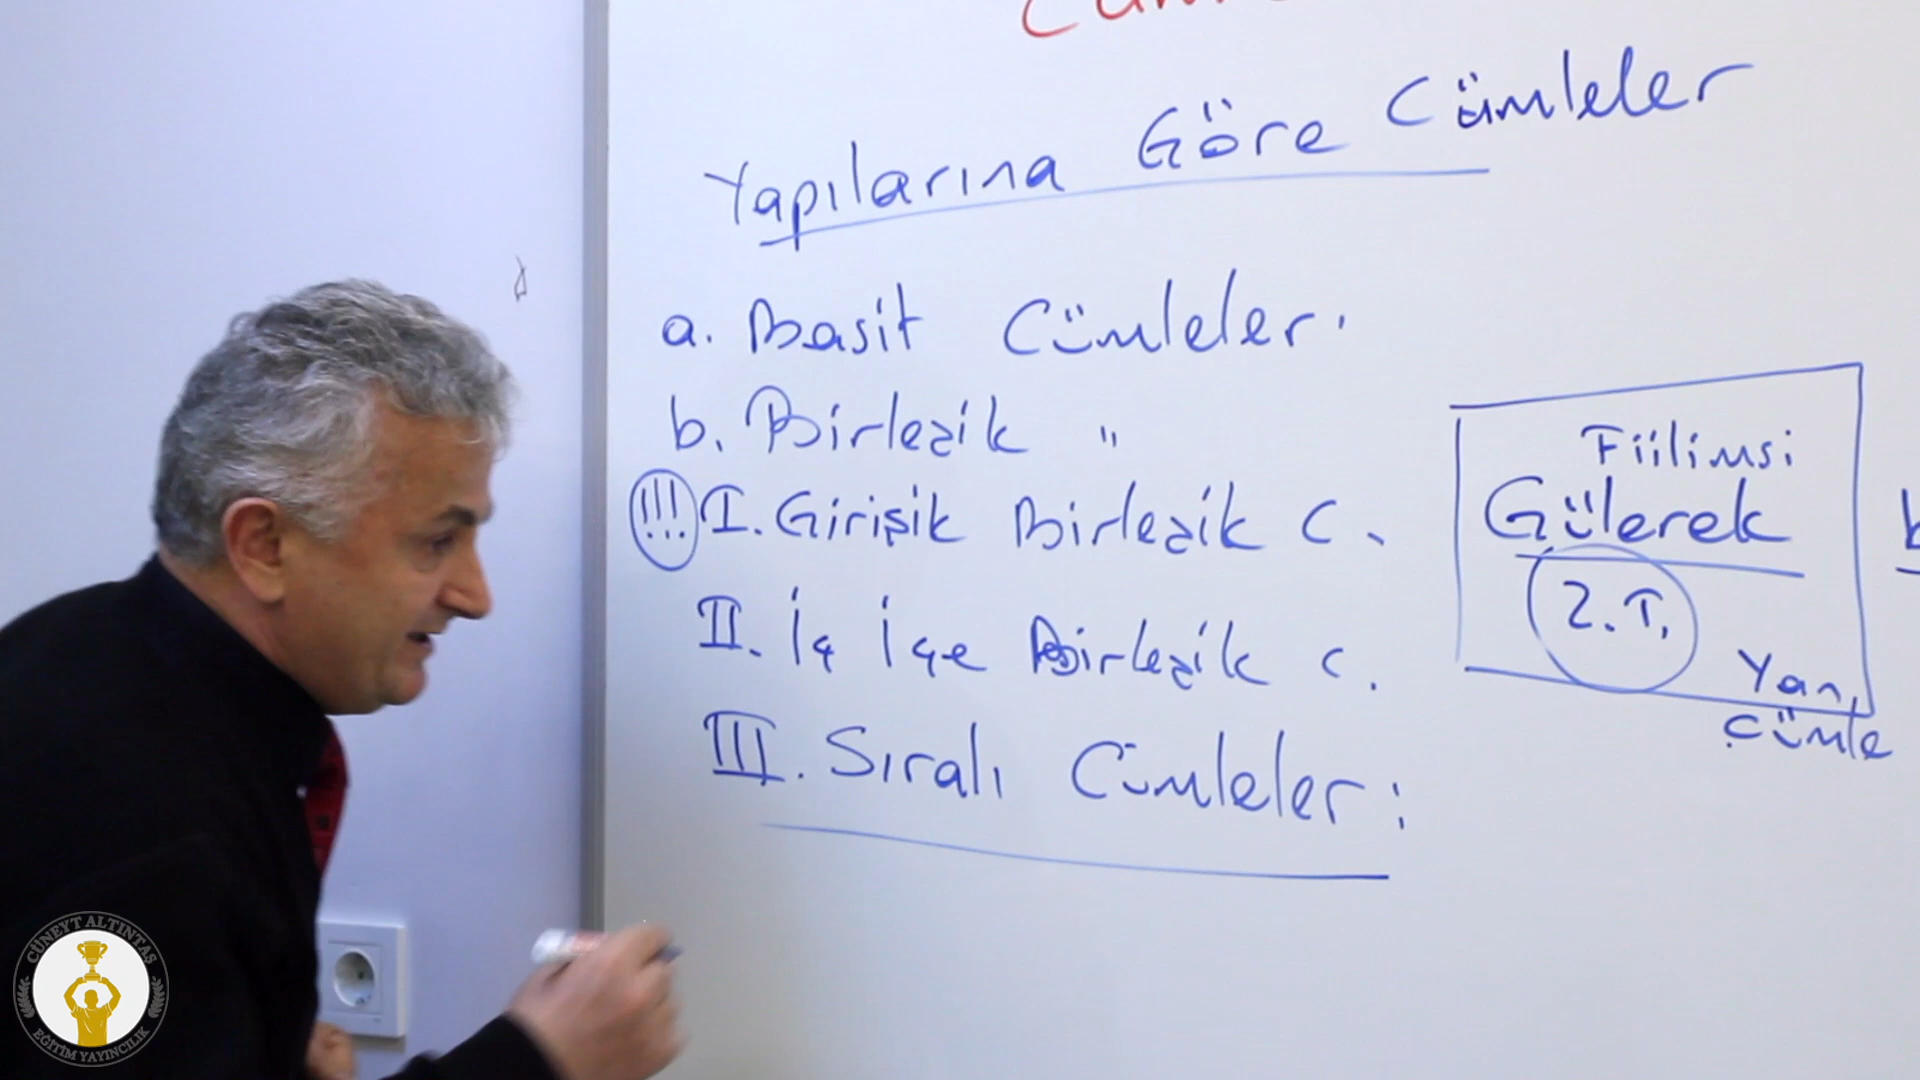 Yapılarına Göre Cümleler
a. Basit Cümleler.
b. Birleşik "
!!! I. Girişik Birleşik C.
II. İç İçe Birleşik C.
III. Sıralı Cümleler:
Fiilimsi
Gülerek
Z.T.
Yan
Cümle
CÜNEYT ALTINTAŞ
EĞİTİM YAYINCILIK